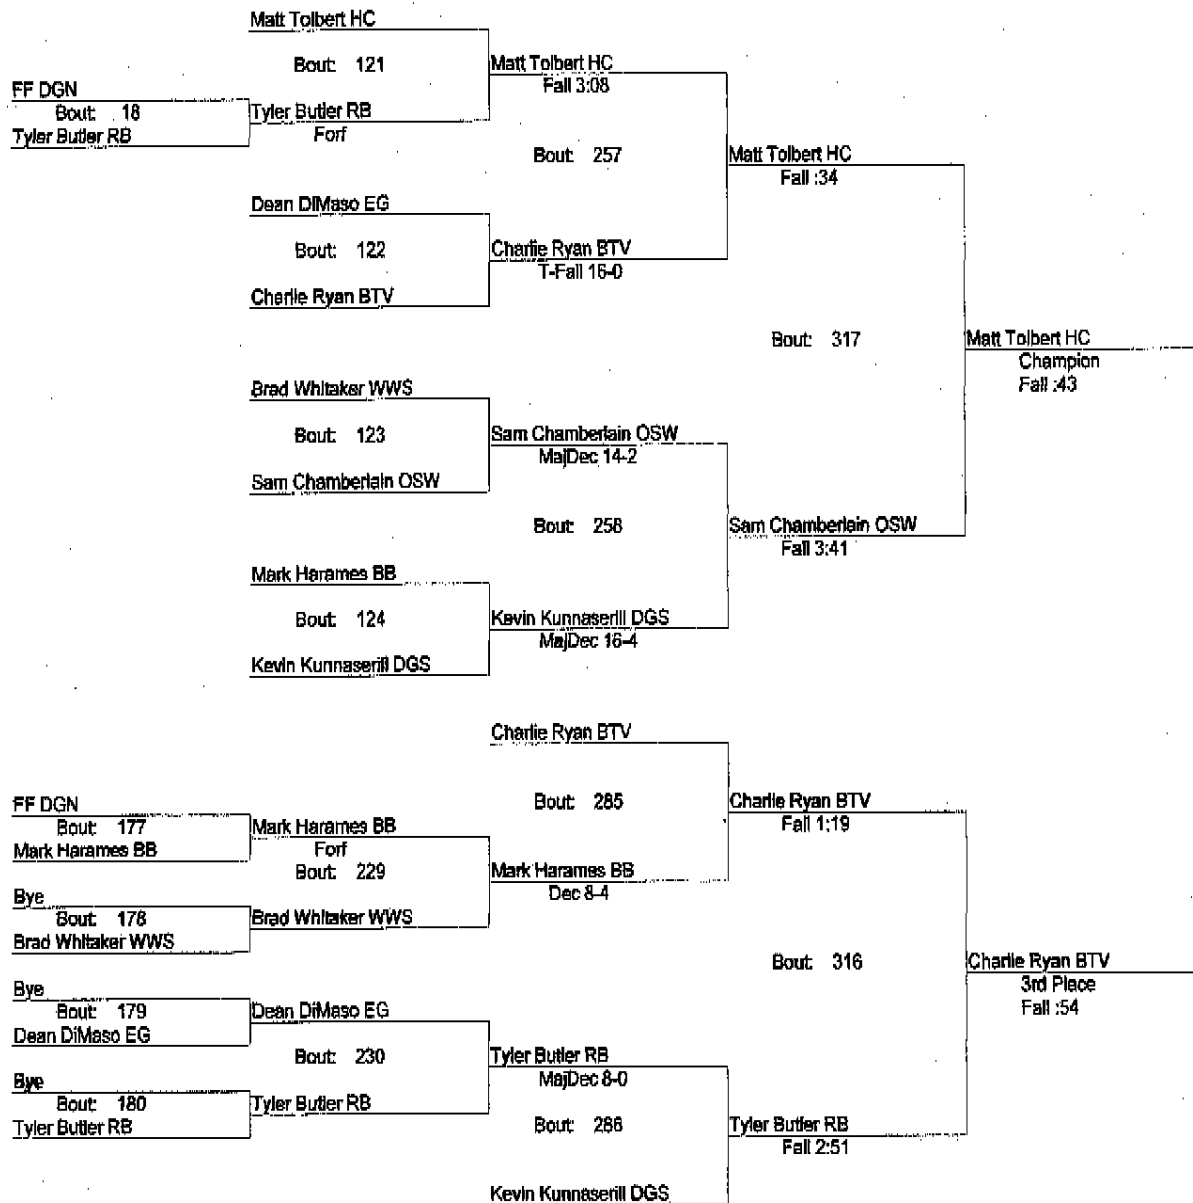 Matt Tolbert HC
Bout: 121
Matt Tolbert HC
Fall 3:08
FF DGN
Bout: 18
Tyler Butler RB
Tyler Butler RB
Forf
Bout: 257
Matt Tolbert HC
Fall :34
Dean DiMaso EG
Bout: 122
Charlie Ryan BTV
T-Fall 16-0
Charlie Ryan BTV
Bout: 317
Matt Tolbert HC
Champion
Fall :43
Brad Whitaker WWS
Bout: 123
Sam Chamberlain OSW
MajDec 14-2
Sam Chamberlain OSW
Bout: 258
Sam Chamberlain OSW
Fall 3:41
Mark Harames BB
Bout: 124
Kevin Kunnaserill DGS
MajDec 16-4
Kevin Kunnaserill DGS
Charlie Ryan BTV
Bout: 285
Charlie Ryan BTV
Fall 1:19
FF DGN
Bout: 177
Mark Harames BB
Mark Harames BB
Forf
Bout: 229
Mark Harames BB
Dec 8-4
Bye
Bout: 178
Brad Whitaker WWS
Brad Whitaker WWS
Bout: 316
Charlie Ryan BTV
3rd Place
Fall :54
Bye
Bout: 179
Dean DiMaso EG
Dean DiMaso EG
Bout: 230
Tyler Butler RB
MajDec 8-0
Bye
Bout: 180
Tyler Butler RB
Tyler Butler RB
Bout: 286
Tyler Butler RB
Fall 2:51
Kevin Kunnaserill DGS